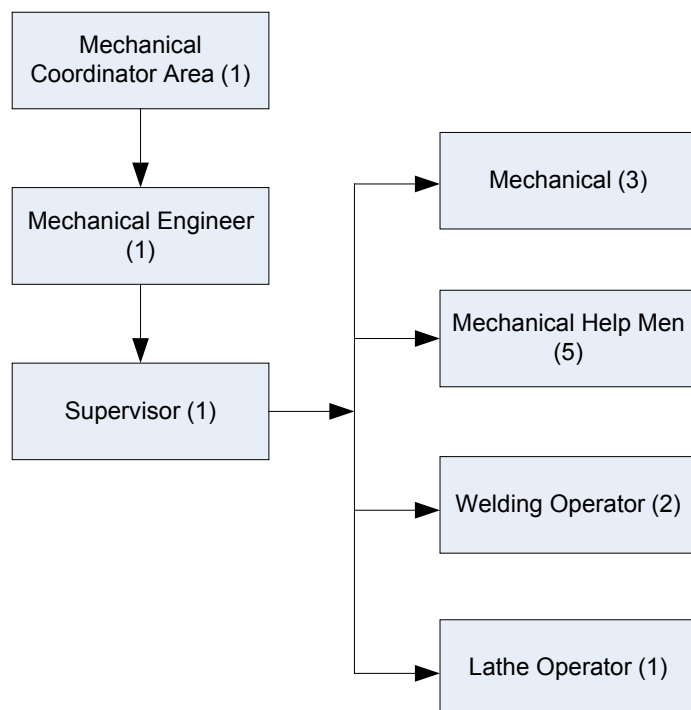 Mechanical
Coordinator Area (1)
Mechanical Engineer
(1)
Supervisor (1)
Mechanical (3)
Mechanical Help Men
(5)
Welding Operator (2)
Lathe Operator (1)